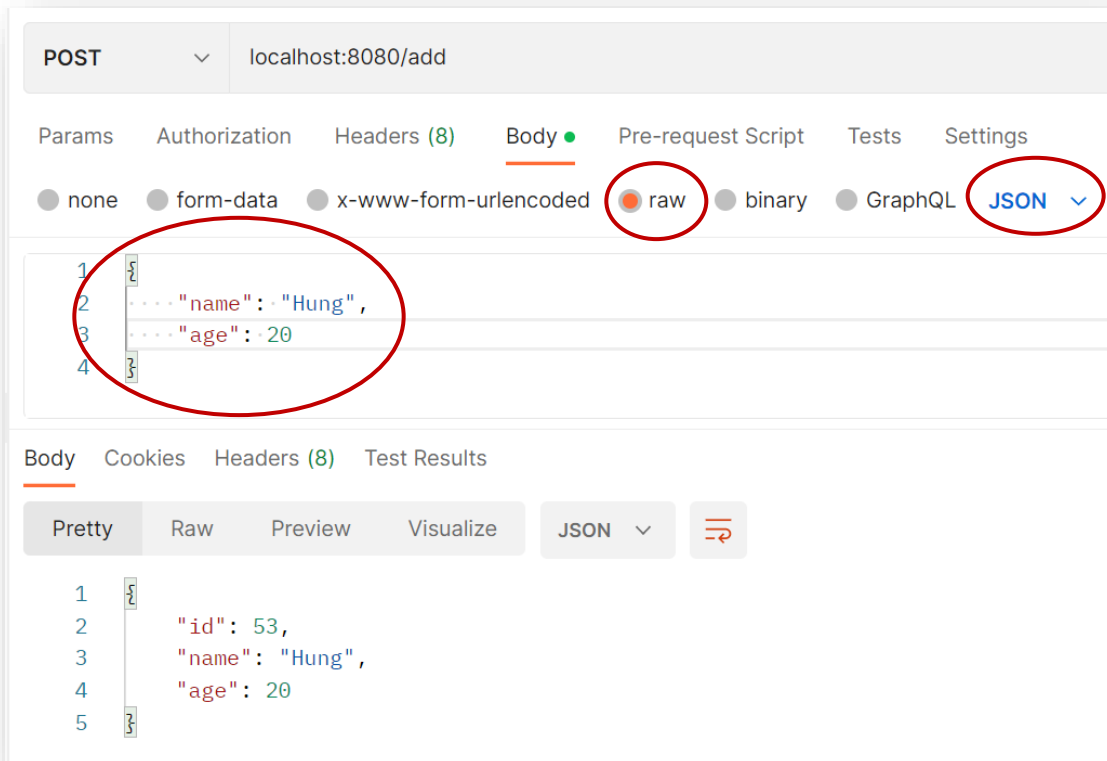 POST localhost:8080/add
Params Authorization Headers (8) Body Pre-request Script Tests Settings
none form-data x-www-form-urlencoded raw binary GraphQL JSON
1 {
2 "name": "Hung",
3 "age": 20
4 }
Body Cookies Headers (8) Test Results
Pretty Raw Preview Visualize JSON
1 {
2 "id": 53,
3 "name": "Hung",
4 "age": 20
5 }